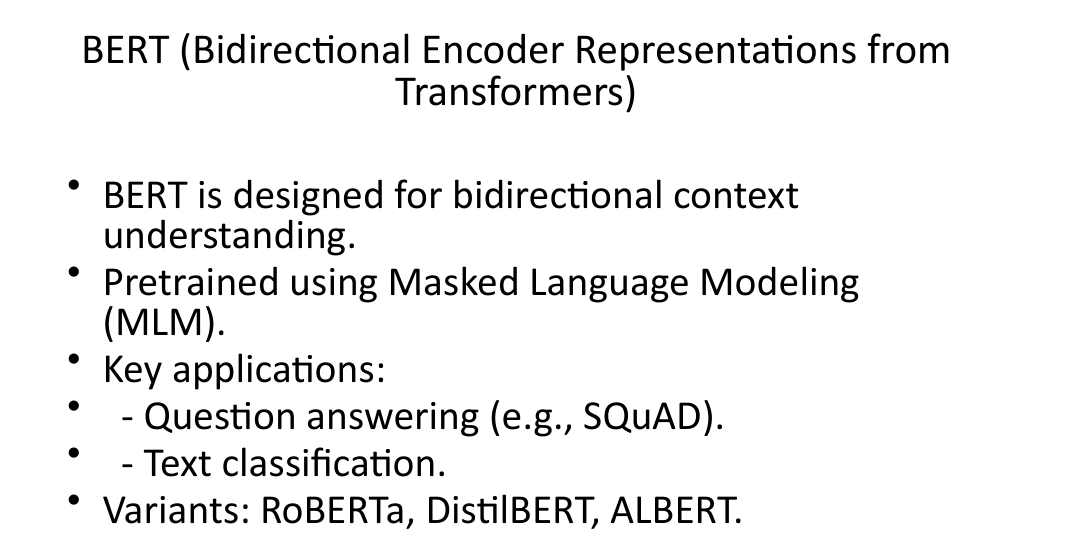 BERT (Bidirectional Encoder Representations from
Transformers)
• BERT is designed for bidirectional context
understanding.
• Pretrained using Masked Language Modeling
(MLM).
• Key applications:
• - Question answering (e.g., SQuAD).
• - Text classification.
• Variants: RoBERTa, DistilBERT, ALBERT.